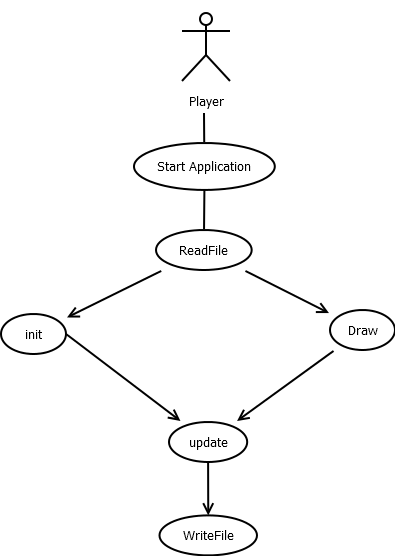 Player
Start Application
ReadFile
init
Draw
update
WriteFile